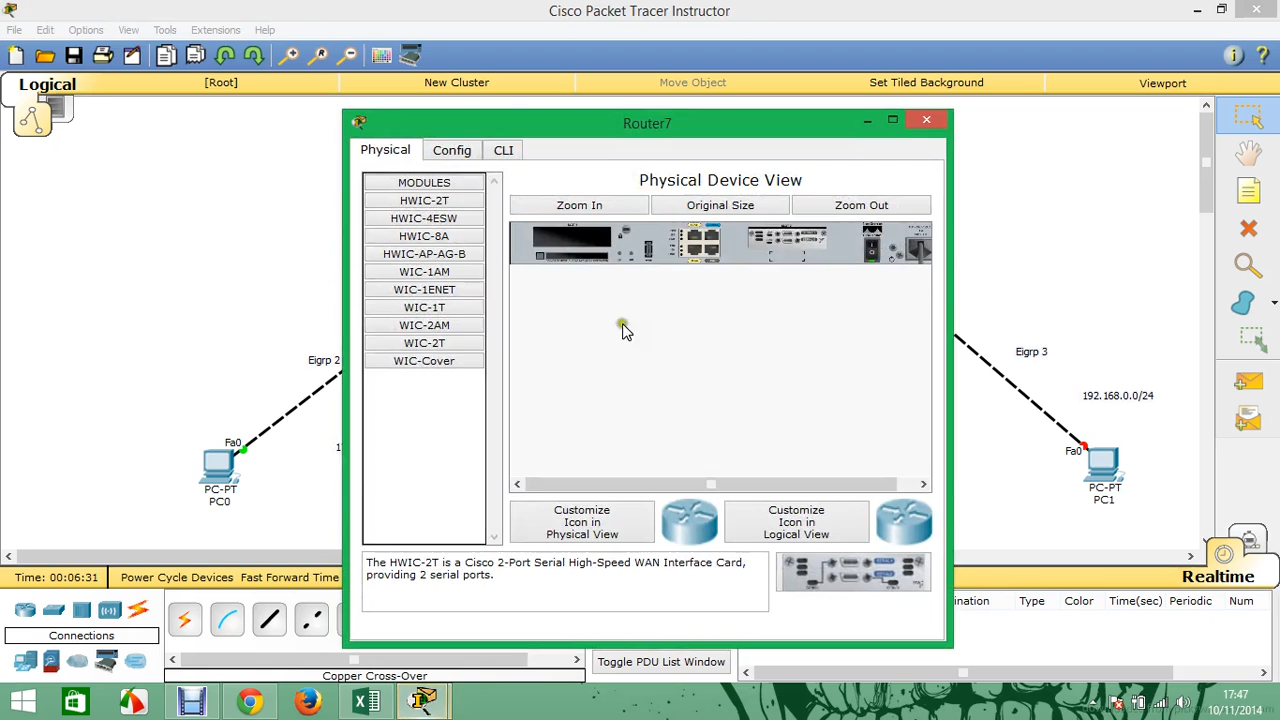 Cisco Packet Tracer Instructor
File Edit Options View Tools Extensions Help
Logical [Root] New Cluster Move Object Set Tiled Background Viewport
Router7
Physical Config CLI
MODULES
HWIC-2T
HWIC-4ESW
HWIC-8A
HWIC-AP-AG-B
WIC-1AM
WIC-1ENET
WIC-1T
WIC-2AM
WIC-2T
WIC-Cover
Physical Device View
Zoom In Original Size Zoom Out
Customize
Icon in
Physical View
Customize
Icon in
Logical View
The HWIC-2T is a Cisco 2-Port Serial High-Speed WAN Interface Card,
providing 2 serial ports.
Eigrp 2
Fa0
PC-PT
PC0
Eigrp 3
192.168.0.0/24
Fa0
PC-PT
PC1
Time: 00:06:31 Power Cycle Devices Fast Forward Time
Realtime
Connections
Copper Cross-Over
Toggle PDU List Window
Type Color Time(sec) Periodic Num
17:47
10/11/2014